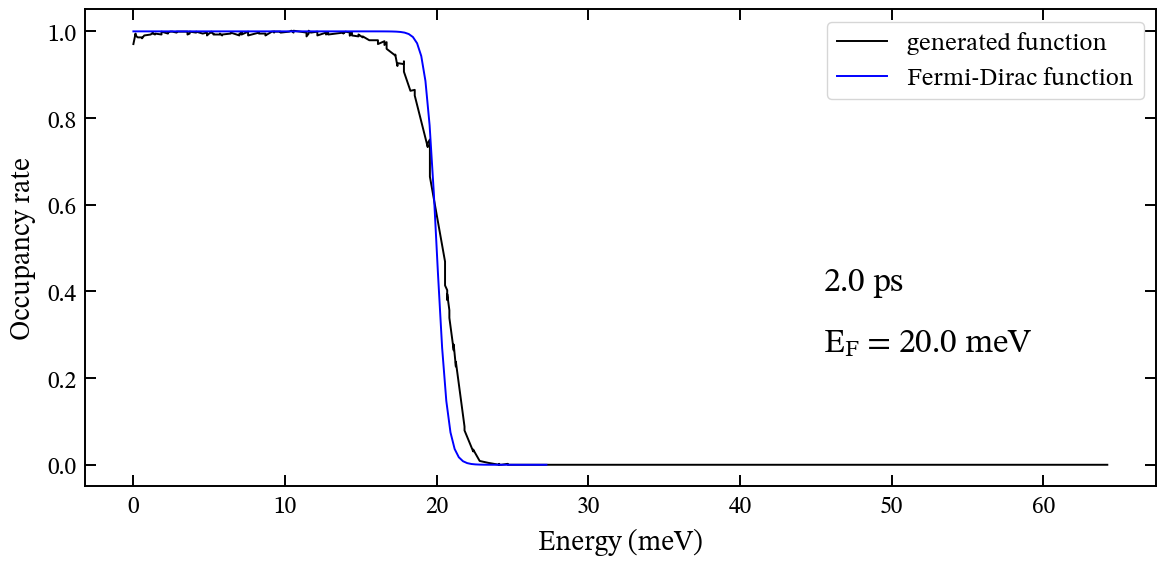 1.0
0.8
0.6
0.4
0.2
0.0
Occupancy rate
generated function
Fermi-Dirac function
2.0 ps
E_F = 20.0 meV
0 10 20 30 40 50 60
Energy (meV)